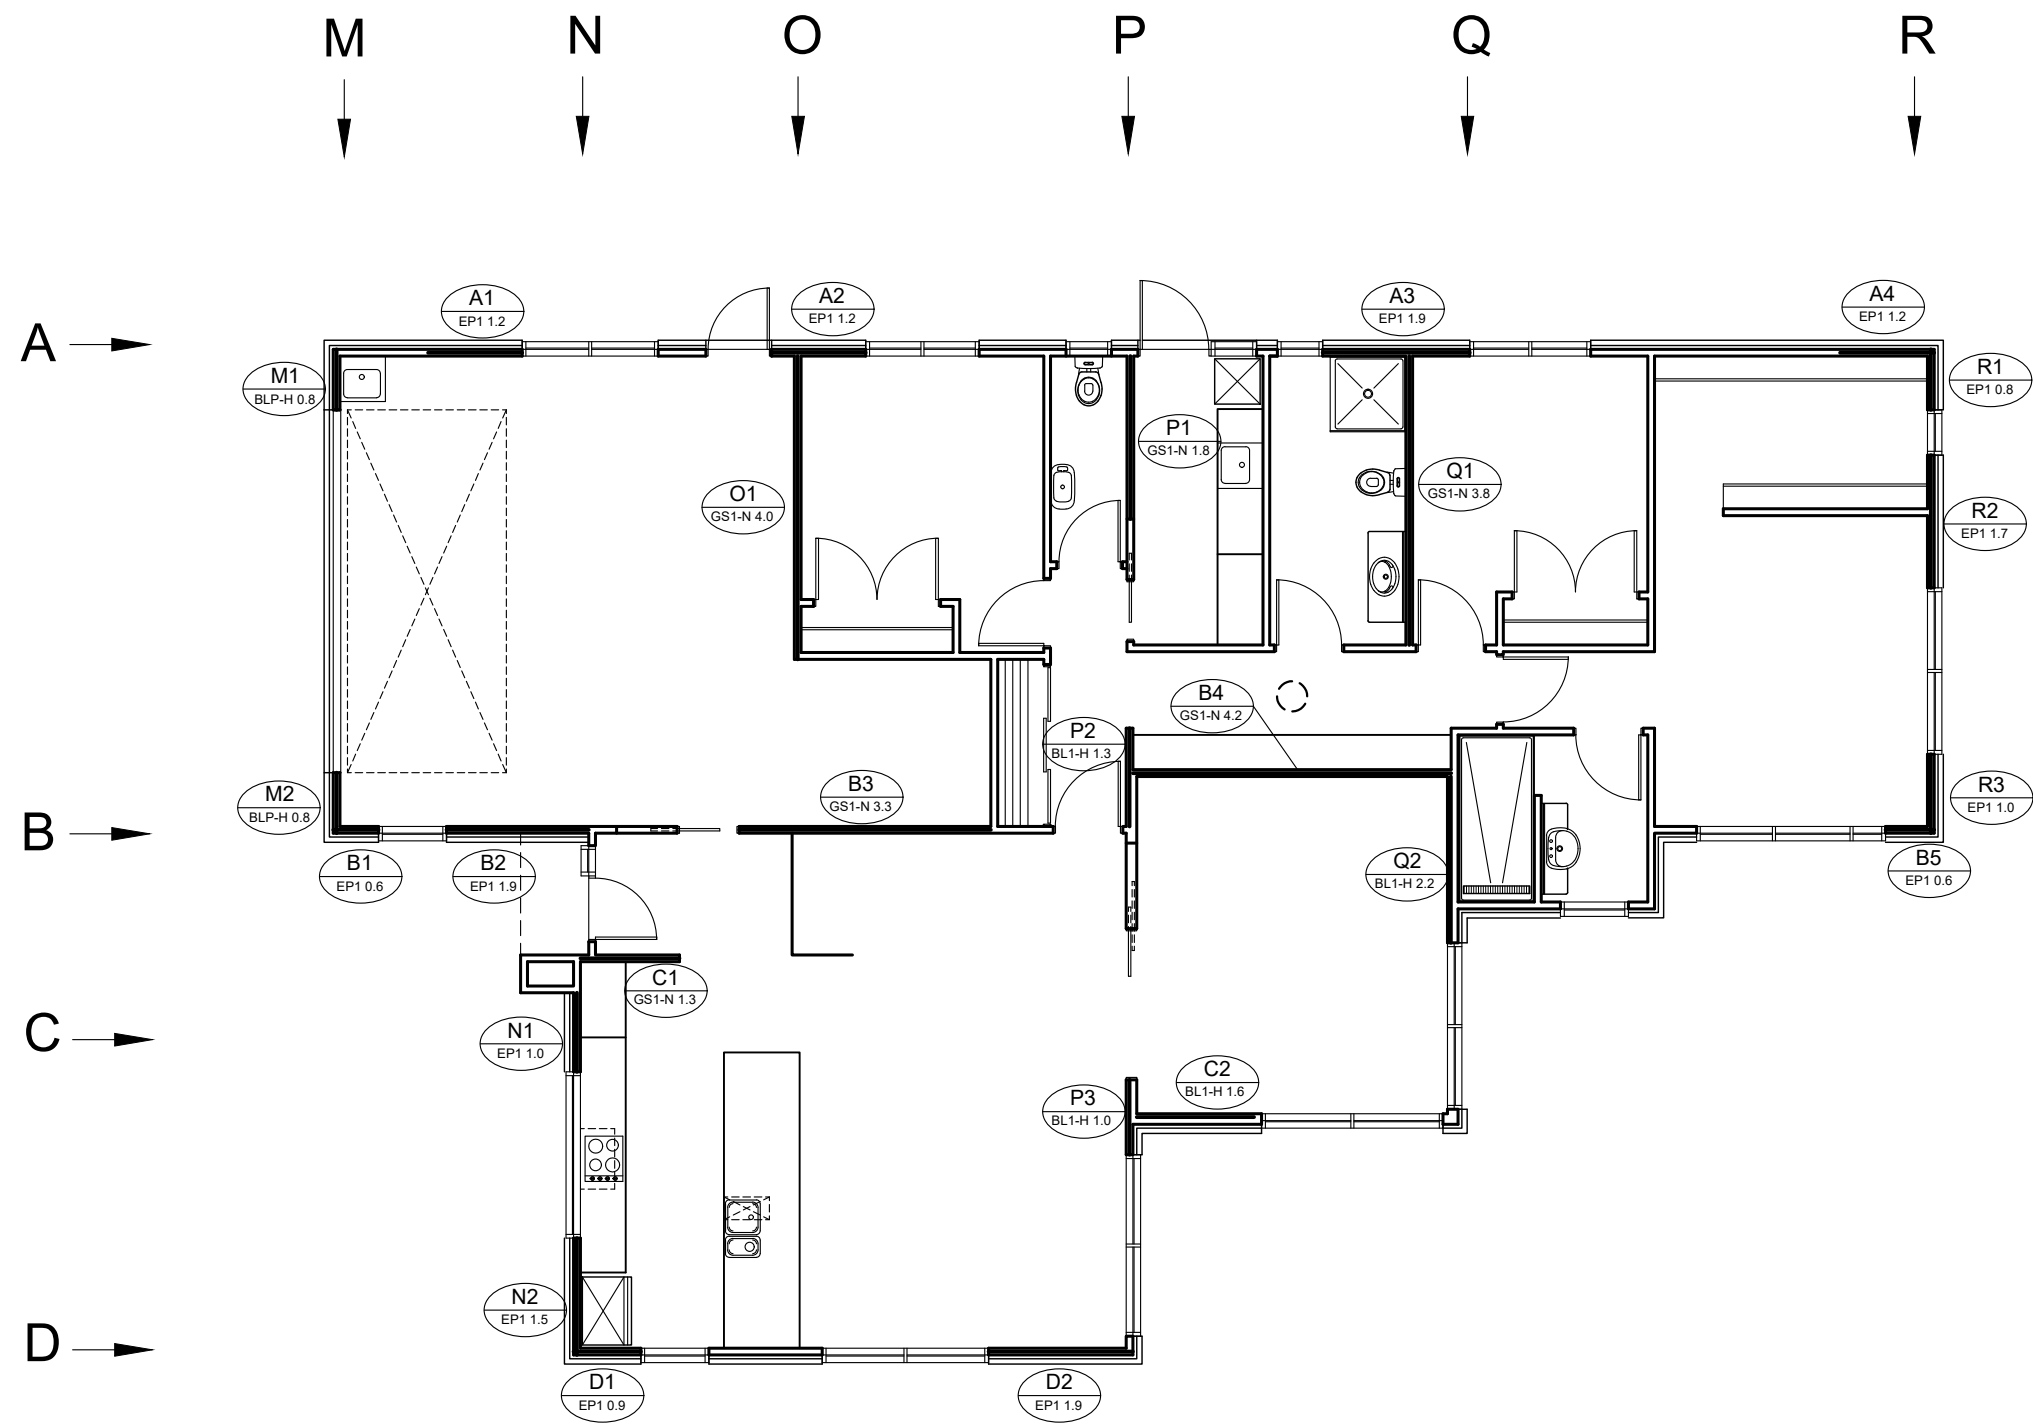 M N O P Q R
A1
EP1 1.2
A2
EP1 1.2
A3
EP1 1.9
A4
EP1 1.2
A
M1
BLP-H 0.8
R1
EP1 0.8
P1
GS1-N 1.8
O1
GS1-N 4.0
Q1
GS1-N 3.8
R2
EP1 1.7
B4
GS1-N 4.2
P2
BL1-H 1.3
M2
BLP-H 0.8
B3
GS1-N 3.3
R3
EP1 1.0
B
B1
EP1 0.6
B2
EP1 1.9
Q2
BL1-H 2.2
B5
EP1 0.6
C1
GS1-N 1.3
C
N1
EP1 1.0
P3
BL1-H 1.0
C2
BL1-H 1.6
N2
EP1 1.5
D
D1
EP1 0.9
D2
EP1 1.9